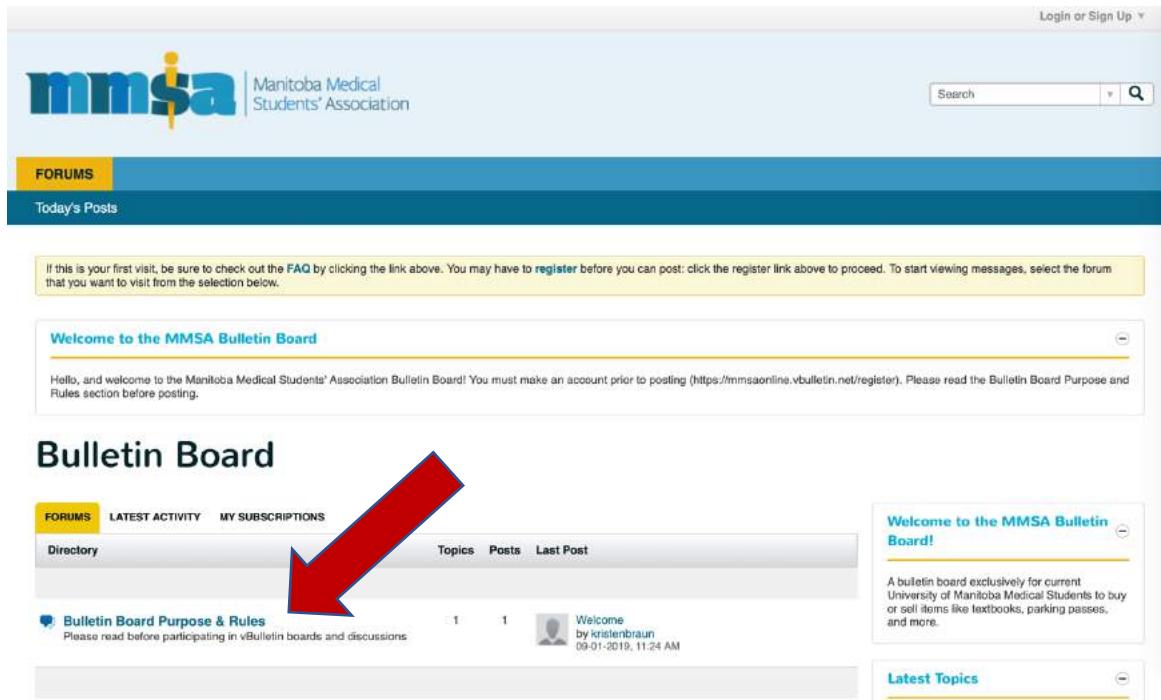 Login or Sign Up
mmsa
Manitoba Medical
Students' Association
Search
FORUMS
Today's Posts
If this is your first visit, be sure to check out the FAQ by clicking the link above. You may have to register before you can post: click the register link above to proceed. To start viewing messages, select the forum
that you want to visit from the selection below.
Welcome to the MMSA Bulletin Board
Hello, and welcome to the Manitoba Medical Students' Association Bulletin Board! You must make an account prior to posting (https://mmsaonline.vbulletin.net/register). Please read the Bulletin Board Purpose and
Rules section before posting.
Bulletin Board
FORUMS LATEST ACTIVITY MY SUBSCRIPTIONS
Directory Topics Posts Last Post
Bulletin Board Purpose & Rules 1 1 Welcome
Please read before participating in vBulletin boards and discussions by kristenbraun
09-01-2019, 11:24 AM
Welcome to the MMSA Bulletin
Board!
A bulletin board exclusively for current
University of Manitoba Medical Students to buy
or sell items like textbooks, parking passes,
and more.
Latest Topics